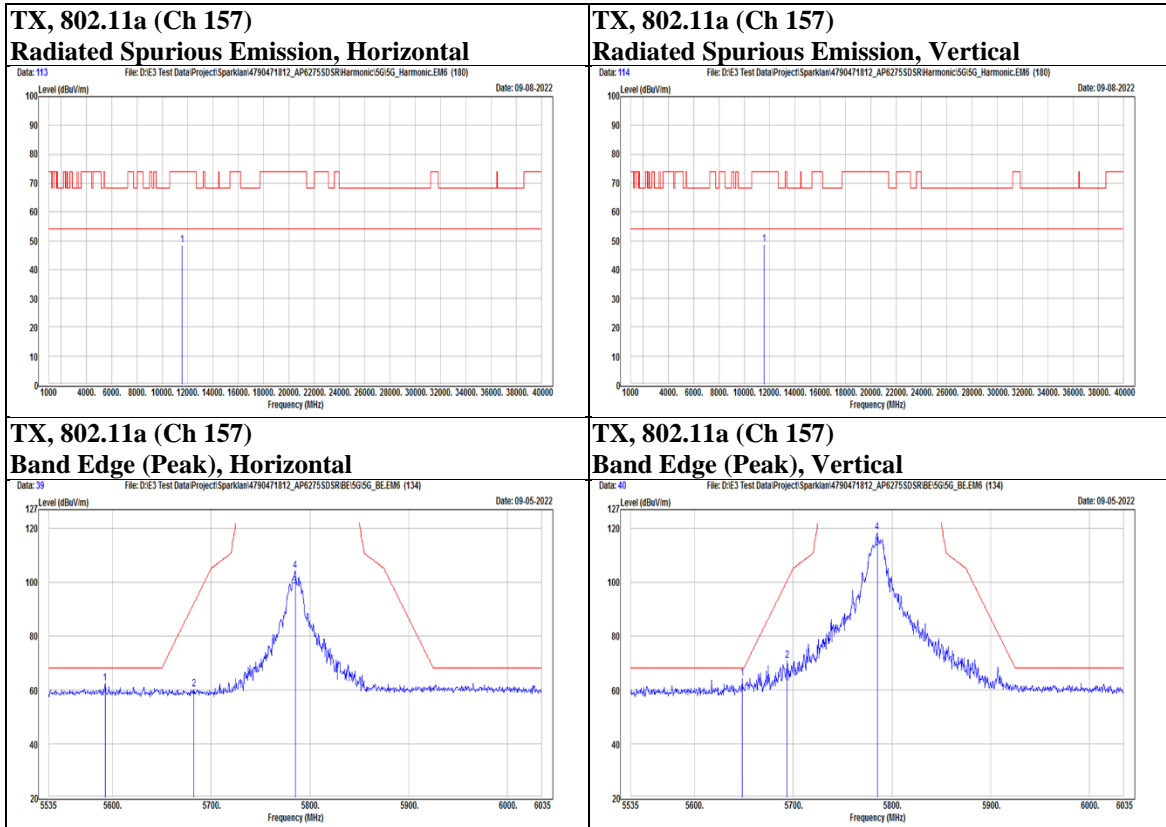 TX, 802.11a (Ch 157)
Radiated Spurious Emission, Horizontal
Data: 113 File: D:\E3 Test Data\Project\Sparklan\4790471812_AP6275SDSR\Harmonic\5G\5G_Harmonic.EM6 (180)
Level (dBuV/m) Date: 09-08-2022
100
90
80
70
60
50
40
30
20
10
0
1
1000 4000. 6000. 8000. 10000. 12000. 14000. 16000. 18000. 20000. 22000. 24000. 26000. 28000. 30000. 32000. 34000. 36000. 38000. 40000
Frequency (MHz)
TX, 802.11a (Ch 157)
Radiated Spurious Emission, Vertical
Data: 114 File: D:\E3 Test Data\Project\Sparklan\4790471812_AP6275SDSR\Harmonic\5G\5G_Harmonic.EM6 (180)
Level (dBuV/m) Date: 09-08-2022
100
90
80
70
60
50
40
30
20
10
0
1
1000 4000. 6000. 8000. 10000. 12000. 14000. 16000. 18000. 20000. 22000. 24000. 26000. 28000. 30000. 32000. 34000. 36000. 38000. 40000
Frequency (MHz)
TX, 802.11a (Ch 157)
Band Edge (Peak), Horizontal
Data: 39 File: D:\E3 Test Data\Project\Sparklan\4790471812_AP6275SDSR\BE\5G\5G_BE.EM6 (134)
127 Level (dBuV/m) Date: 09-05-2022
120
100
80
60
40
20
1
2
4
5535 5600. 5700. 5800. 5900. 6000. 6035
Frequency (MHz)
TX, 802.11a (Ch 157)
Band Edge (Peak), Vertical
Data: 40 File: D:\E3 Test Data\Project\Sparklan\4790471812_AP6275SDSR\BE\5G\5G_BE.EM6 (134)
127 Level (dBuV/m) Date: 09-05-2022
120
100
80
60
40
20
1
2
4
5535 5600. 5700. 5800. 5900. 6000. 6035
Frequency (MHz)